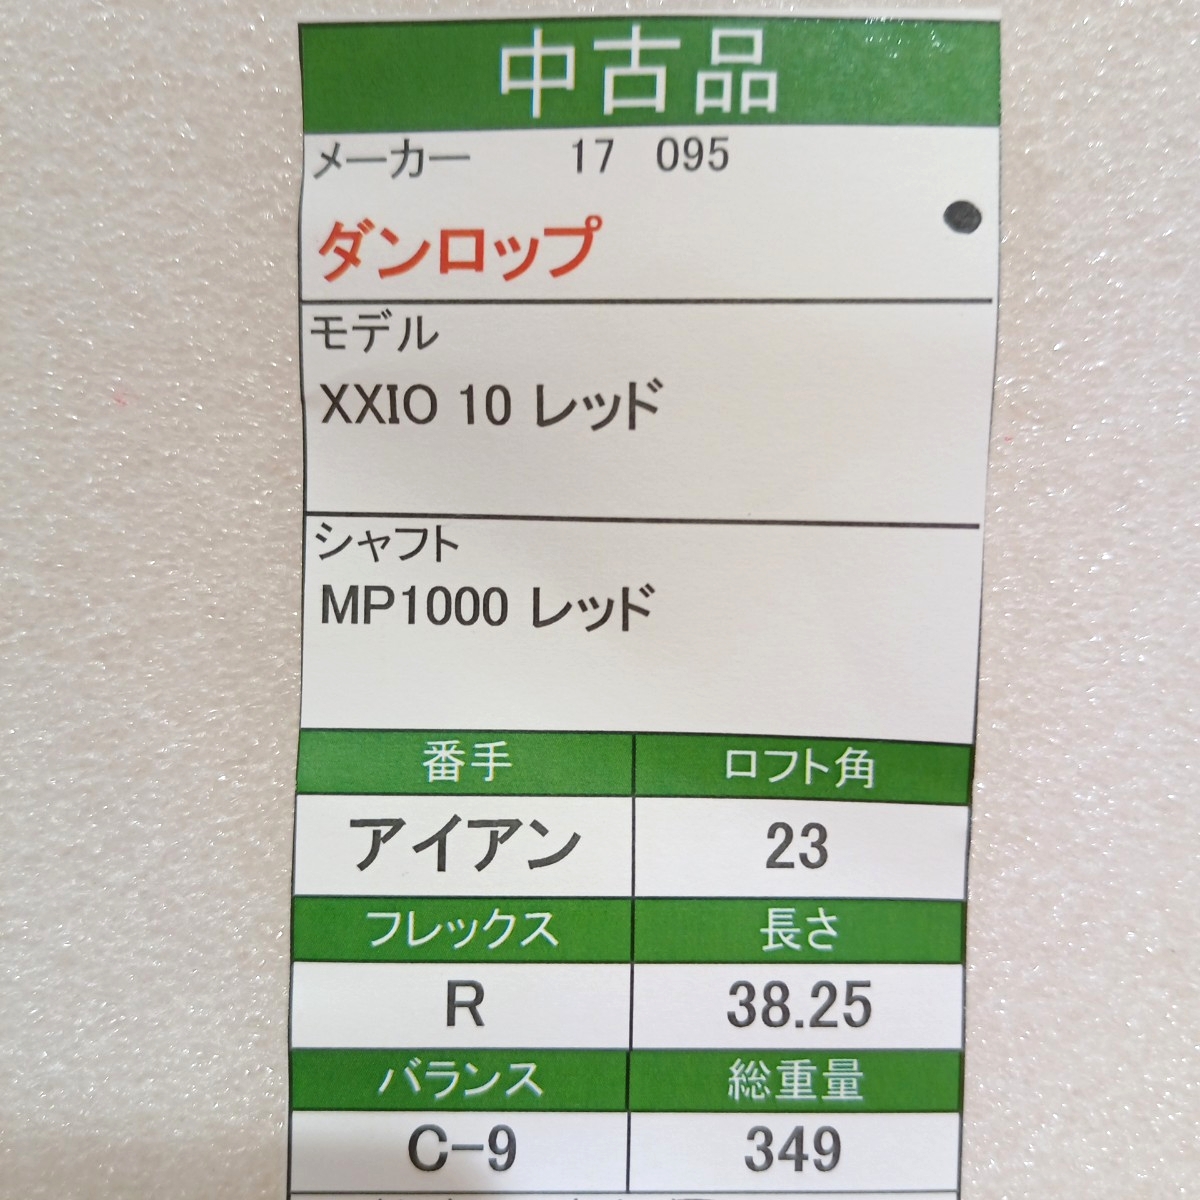 中古品
メーカー 17 095
ダンロップ
モデル
XXIO 10 レッド
シャフト
MP1000 レッド
番手 ロフト角
アイアン 23
フレックス 長さ
R 38.25
バランス 総重量
C-9 349